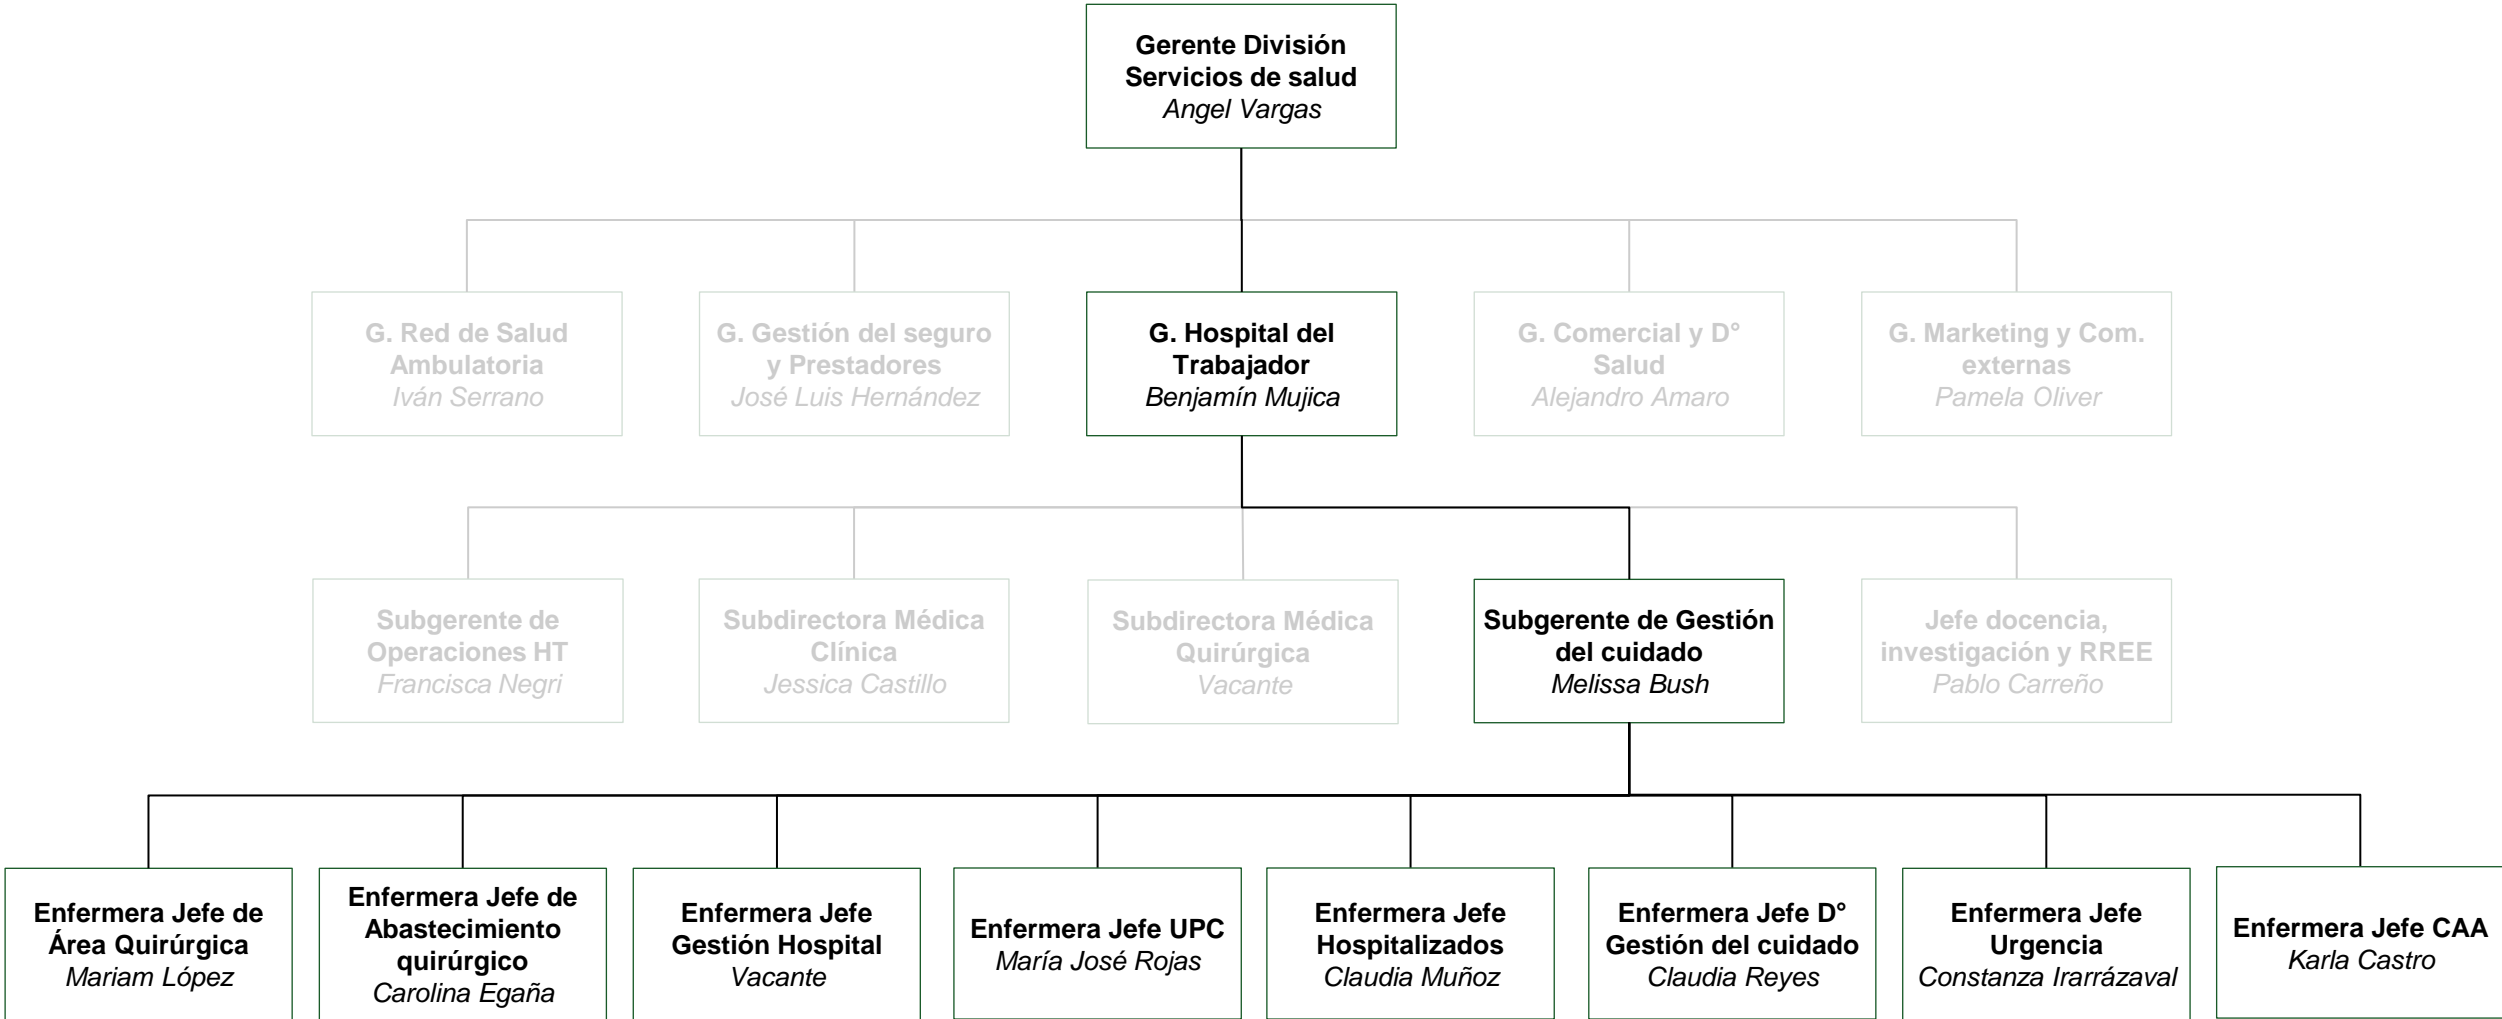 Gerente División
Servicios de salud
Angel Vargas
G. Red de Salud
Ambulatoria
Iván Serrano
G. Gestión del seguro
y Prestadores
José Luis Hernández
G. Hospital del
Trabajador
Benjamín Mujica
G. Comercial y D°
Salud
Alejandro Amaro
G. Marketing y Com.
externas
Pamela Oliver
Subgerente de
Operaciones HT
Francisca Negri
Subdirectora Médica
Clínica
Jessica Castillo
Subdirectora Médica
Quirúrgica
Vacante
Subgerente de Gestión
del cuidado
Melissa Bush
Jefe docencia,
investigación y RREE
Pablo Carreño
Enfermera Jefe de
Área Quirúrgica
Mariam López
Enfermera Jefe de
Abastecimiento
quirúrgico
Carolina Egaña
Enfermera Jefe
Gestión Hospital
Vacante
Enfermera Jefe UPC
María José Rojas
Enfermera Jefe
Hospitalizados
Claudia Muñoz
Enfermera Jefe D°
Gestión del cuidado
Claudia Reyes
Enfermera Jefe
Urgencia
Constanza Irarrázaval
Enfermera Jefe CAA
Karla Castro